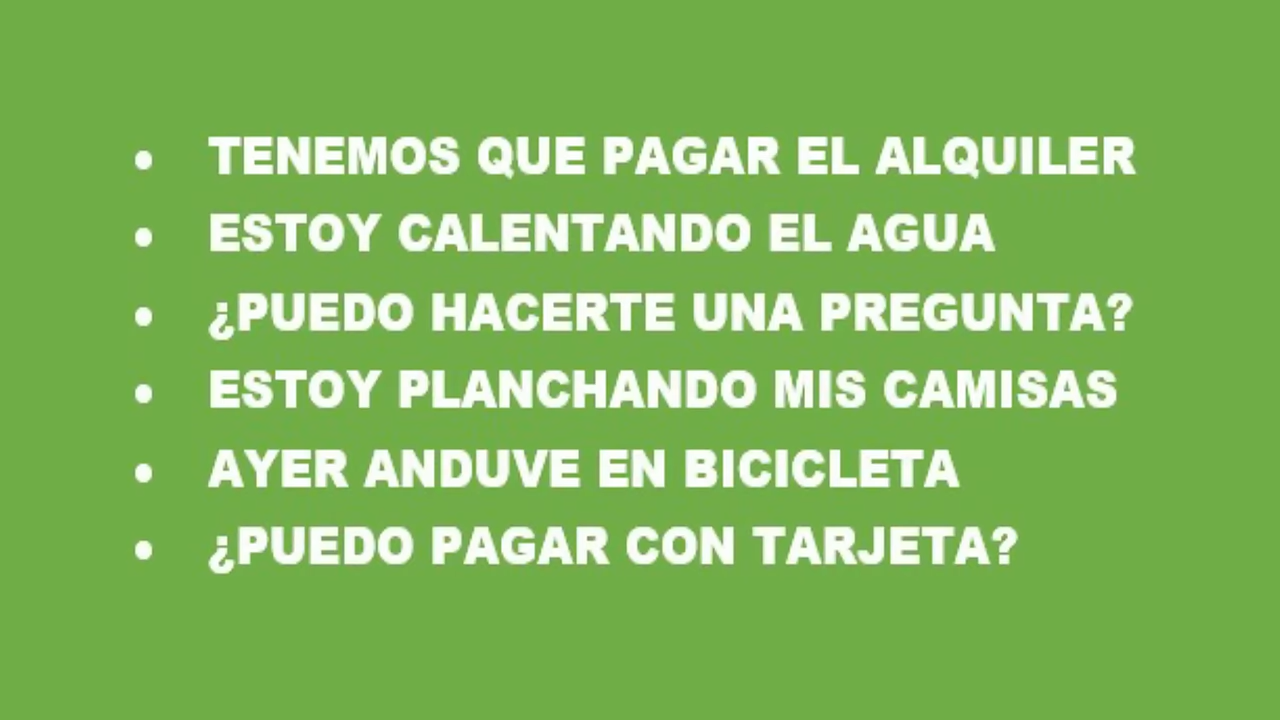 • TENEMOS QUE PAGAR EL ALQUILER
• ESTOY CALENTANDO EL AGUA
• ¿PUEDO HACERTE UNA PREGUNTA?
• ESTOY PLANCHANDO MIS CAMISAS
• AYER ANDUVE EN BICICLETA
• ¿PUEDO PAGAR CON TARJETA?